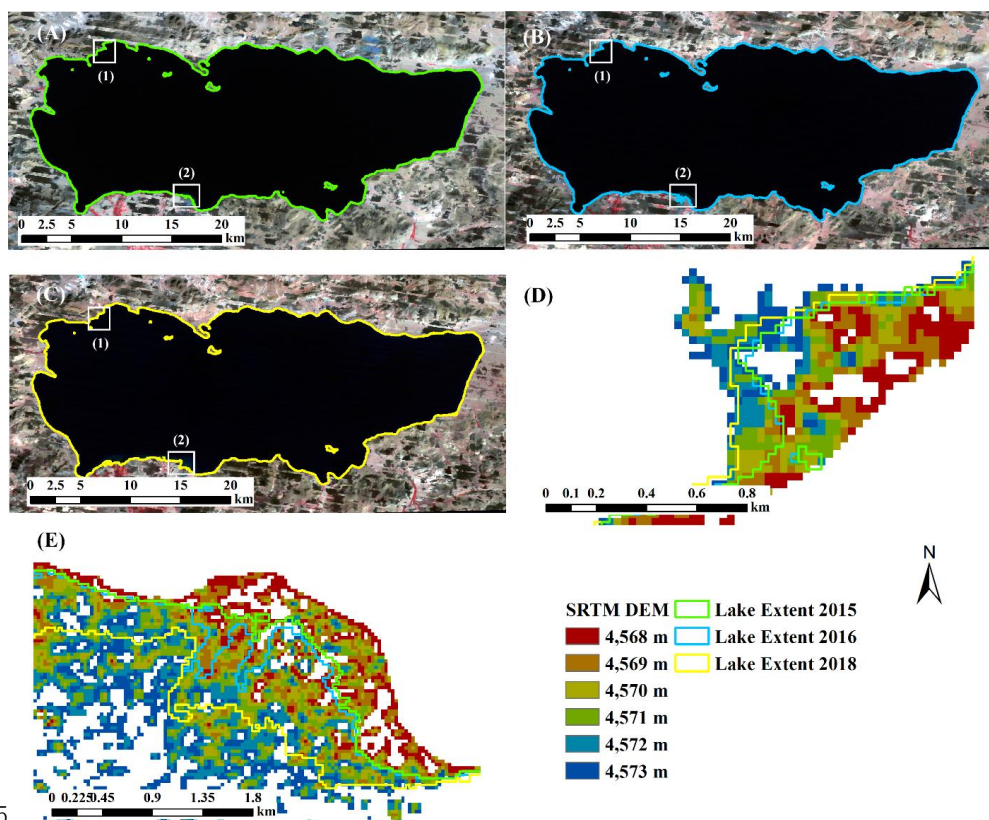 (A)
(1)
(2)
0 2.5 5 10 15 20
km
(B)
(1)
(2)
0 2.5 5 10 15 20
km
(C)
(1)
(2)
0 2.5 5 10 15 20
km
(D)
0 0.1 0.2 0.4 0.6 0.8
km
(E)
0 0.225 0.45 0.9 1.35 1.8
km
N
SRTM DEM
4,568 m
4,569 m
4,570 m
4,571 m
4,572 m
4,573 m
Lake Extent 2015
Lake Extent 2016
Lake Extent 2018
5